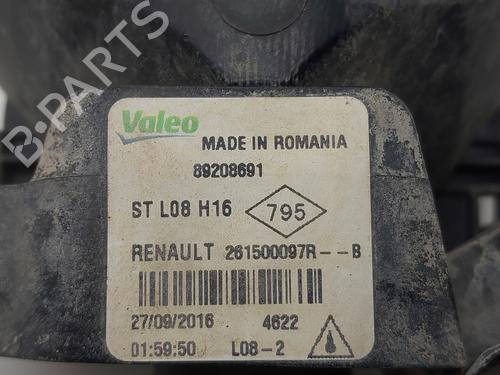 Valeo
MADE IN ROMANIA
89208691
ST L08 H16 795
RENAULT 261500097R--B
27/09/2016 4622
01:59:50 L08-2
B-PARTS